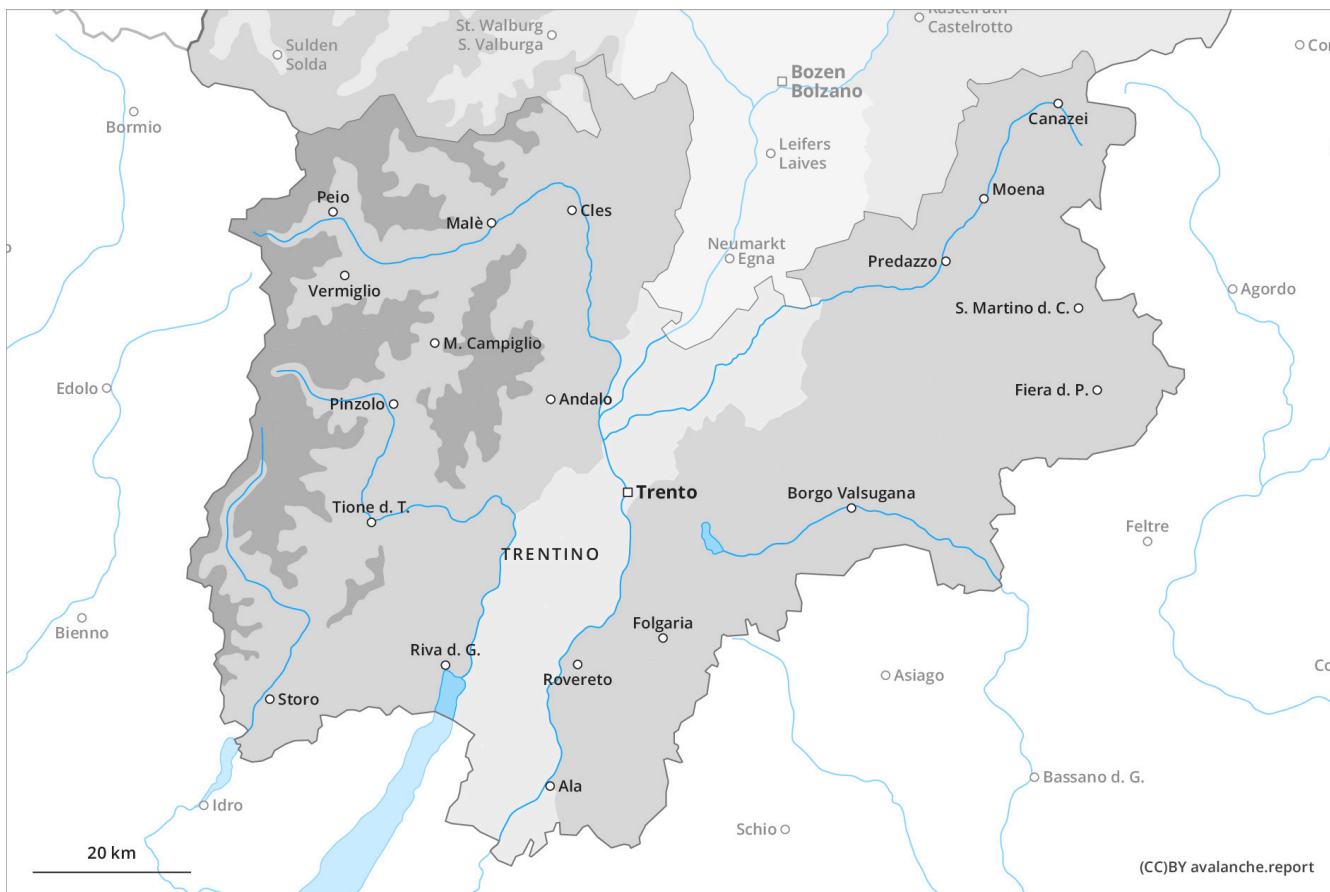 Kastelruth
Castelrotto
St. Walburg
S. Valburga
Sulden
Solda
Bozen
Bolzano
Bormio
Canazei
Leifers
Laives
Peio
Moena
Malè
Cles
Neumarkt
Egna
Predazzo
Vermiglio
Agordo
S. Martino d. C.
M. Campiglio
Edolo
Pinzolo
Andalo
Fiera d. P.
Trento
Borgo Valsugana
Tione d. T.
Feltre
TRENTINO
Bienno
Folgaria
Riva d. G.
Rovereto
Asiago
Storo
Ala
Bassano d. G.
Idro
Schio
20 km
(CC)BY avalanche.report